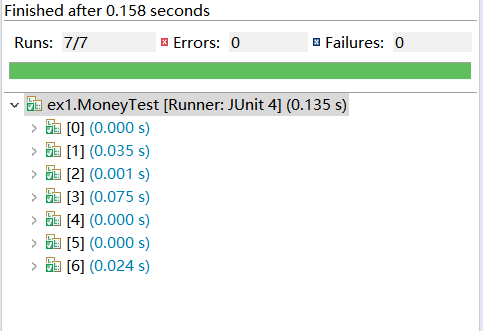 Finished after 0.158 seconds
Runs: 7/7 Errors: 0 Failures: 0
ex1.MoneyTest [Runner: JUnit 4] (0.135 s)
[0] (0.000 s)
[1] (0.035 s)
[2] (0.001 s)
[3] (0.075 s)
[4] (0.000 s)
[5] (0.000 s)
[6] (0.024 s)